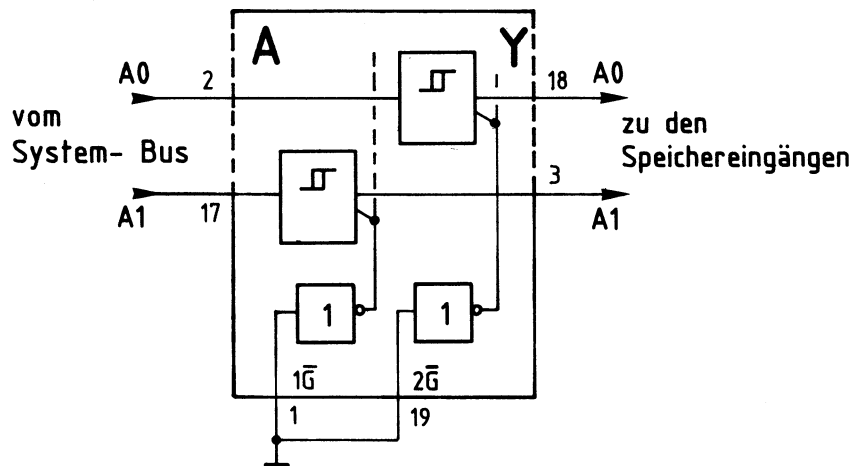 A
Y
A0
2
18
A0
vom
System- Bus
zu den
Speichereingängen
3
A1
17
A1
1
1
1G̅
2G̅
1
19